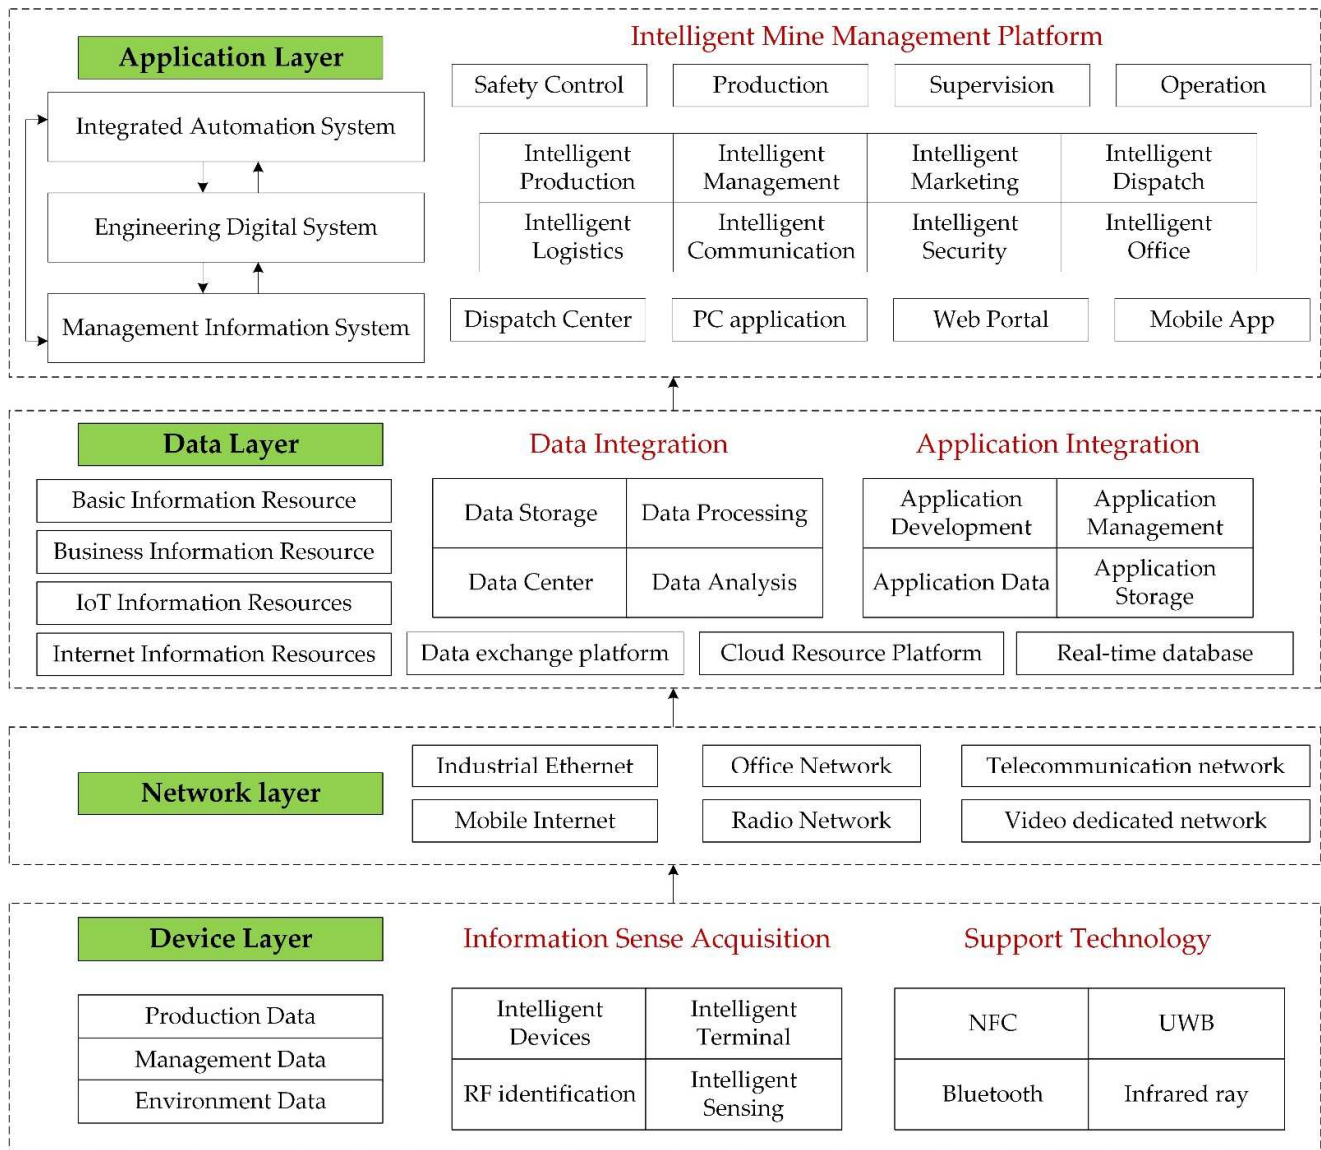 Application Layer
Intelligent Mine Management Platform
Integrated Automation System
Engineering Digital System
Management Information System
Safety Control
Production
Supervision
Operation
Intelligent
Production
Intelligent
Management
Intelligent
Marketing
Intelligent
Dispatch
Intelligent
Logistics
Intelligent
Communication
Intelligent
Security
Intelligent
Office
Dispatch Center
PC application
Web Portal
Mobile App
Data Layer
Basic Information Resource
Business Information Resource
IoT Information Resources
Internet Information Resources
Data Integration
Data Storage
Data Processing
Data Center
Data Analysis
Application Integration
Application
Development
Application
Management
Application Data
Application
Storage
Data exchange platform
Cloud Resource Platform
Real-time database
Network layer
Industrial Ethernet
Office Network
Telecommunication network
Mobile Internet
Radio Network
Video dedicated network
Device Layer
Production Data
Management Data
Environment Data
Information Sense Acquisition
Intelligent
Devices
Intelligent
Terminal
RF identification
Intelligent
Sensing
Support Technology
NFC
UWB
Bluetooth
Infrared ray